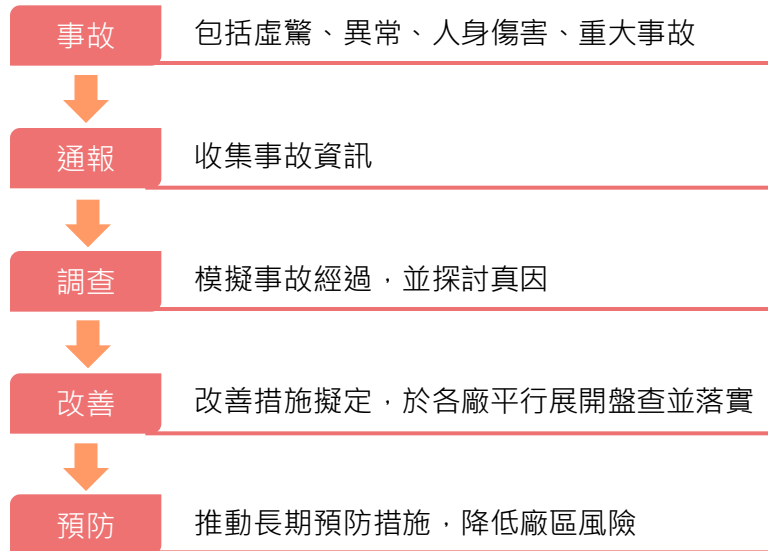 事故
包括虛驚、異常、人身傷害、重大事故
通報
收集事故資訊
調查
模擬事故經過，並探討真因
改善
改善措施擬定，於各廠平行展開盤查並落實
預防
推動長期預防措施，降低廠區風險